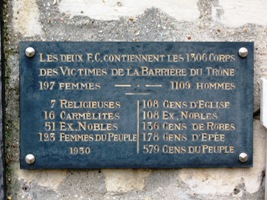 LES DEUX F.C. CONTIENNENT LES 1306 CORPS
DES VICTIMES DE LA BARRIÈRE DU TRÔNE
197 FEMMES — 1109 HOMMES
7 RELIGIEUSES
16 CARMÉLITES
51 EX. NOBLES
123 FEMMES DU PEUPLE
1930
108 GENS D'EGLISE
108 EX. NOBLES
136 GENS DE ROBES
178 GENS D'EPÉE
579 GENS DU PEUPLE